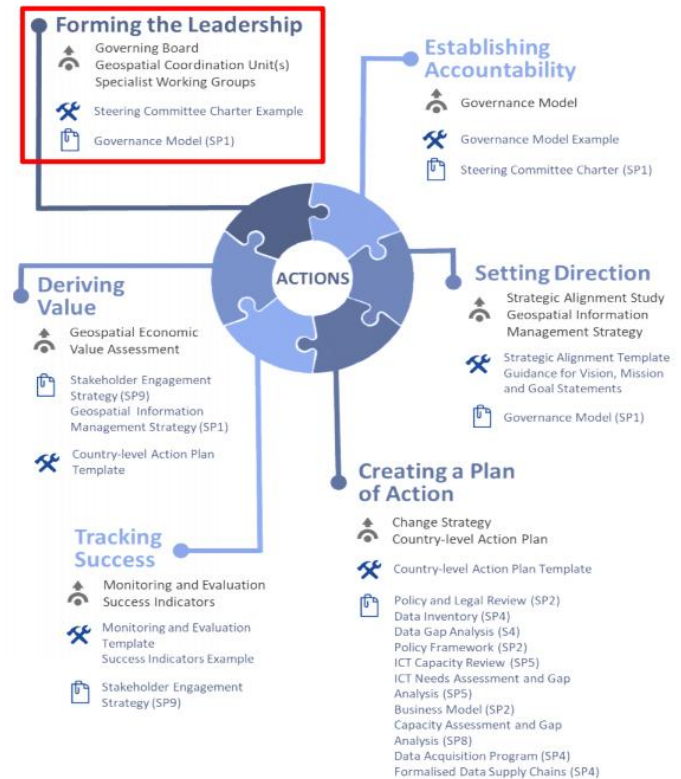 Forming the Leadership
Governing Board
Geospatial Coordination Unit(s)
Specialist Working Groups
Steering Committee Charter Example
Governance Model (SP1)
Establishing
Accountability
Governance Model
Governance Model Example
Steering Committee Charter (SP1)
ACTIONS
Setting Direction
Strategic Alignment Study
Geospatial Information
Management Strategy
Strategic Alignment Template
Guidance for Vision, Mission
and Goal Statements
Governance Model (SP1)
Deriving
Value
Geospatial Economic
Value Assessment
Stakeholder Engagement
Strategy (SP9)
Geospatial Information
Management Strategy (SP1)
Country-level Action Plan
Template
Creating a Plan
of Action
Change Strategy
Country-level Action Plan
Country-level Action Plan Template
Policy and Legal Review (SP2)
Data Inventory (SP4)
Data Gap Analysis (S4)
Policy Framework (SP2)
ICT Capacity Review (SP5)
ICT Needs Assessment and Gap
Analysis (SP5)
Business Model (SP2)
Capacity Assessment and Gap
Analysis (SP8)
Data Acquisition Program (SP4)
Formalised Data Supply Chains (SP4)
Tracking
Success
Monitoring and Evaluation
Success Indicators
Monitoring and Evaluation
Template
Success Indicators Example
Stakeholder Engagement
Strategy (SP9)